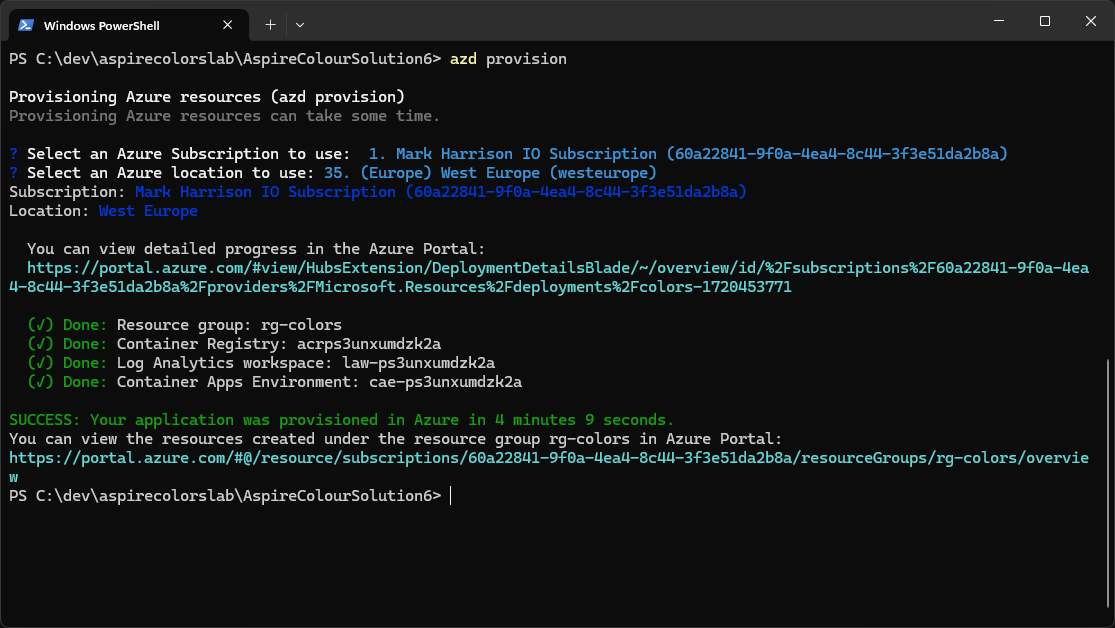 Windows PowerShell
PS C:\dev\aspirecolorslab\AspireColourSolution6> azd provision
Provisioning Azure resources (azd provision)
Provisioning Azure resources can take some time.
? Select an Azure Subscription to use:  1. Mark Harrison IO Subscription (60a22841-9f0a-4ea4-8c44-3f3e51da2b8a)
? Select an Azure location to use: 35. (Europe) West Europe (westeurope)
Subscription: Mark Harrison IO Subscription (60a22841-9f0a-4ea4-8c44-3f3e51da2b8a)
Location: West Europe
You can view detailed progress in the Azure Portal:
https://portal.azure.com/#view/HubsExtension/DeploymentDetailsBlade/~/overview/id/%2Fsubscriptions%2F60a22841-9f0a-4ea
4-8c44-3f3e51da2b8a%2Fproviders%2FMicrosoft.Resources%2Fdeployments%2Fcolors-1720453771
(√) Done: Resource group: rg-colors
(√) Done: Container Registry: acrps3unxumdzk2a
(√) Done: Log Analytics workspace: law-ps3unxumdzk2a
(√) Done: Container Apps Environment: cae-ps3unxumdzk2a
SUCCESS: Your application was provisioned in Azure in 4 minutes 9 seconds.
You can view the resources created under the resource group rg-colors in Azure Portal:
https://portal.azure.com/#@/resource/subscriptions/60a22841-9f0a-4ea4-8c44-3f3e51da2b8a/resourceGroups/rg-colors/overvie
w
PS C:\dev\aspirecolorslab\AspireColourSolution6>